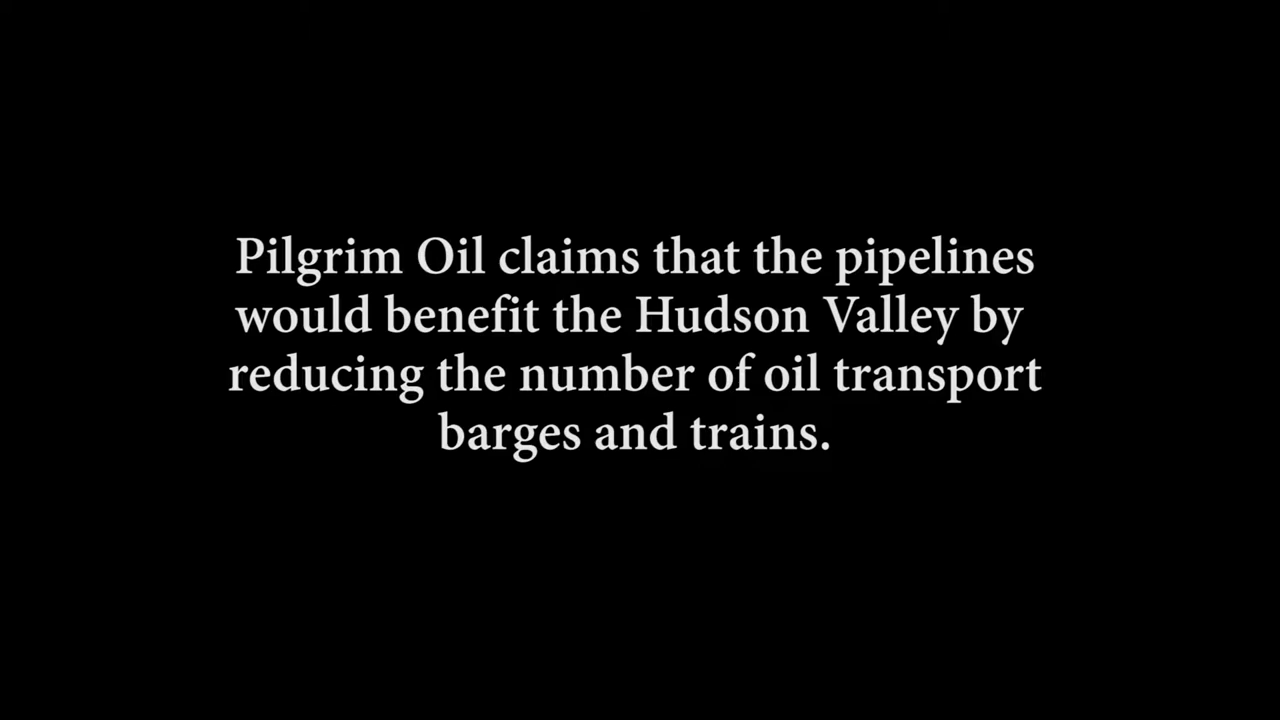 Pilgrim Oil claims that the pipelines
would benefit the Hudson Valley by
reducing the number of oil transport
barges and trains.